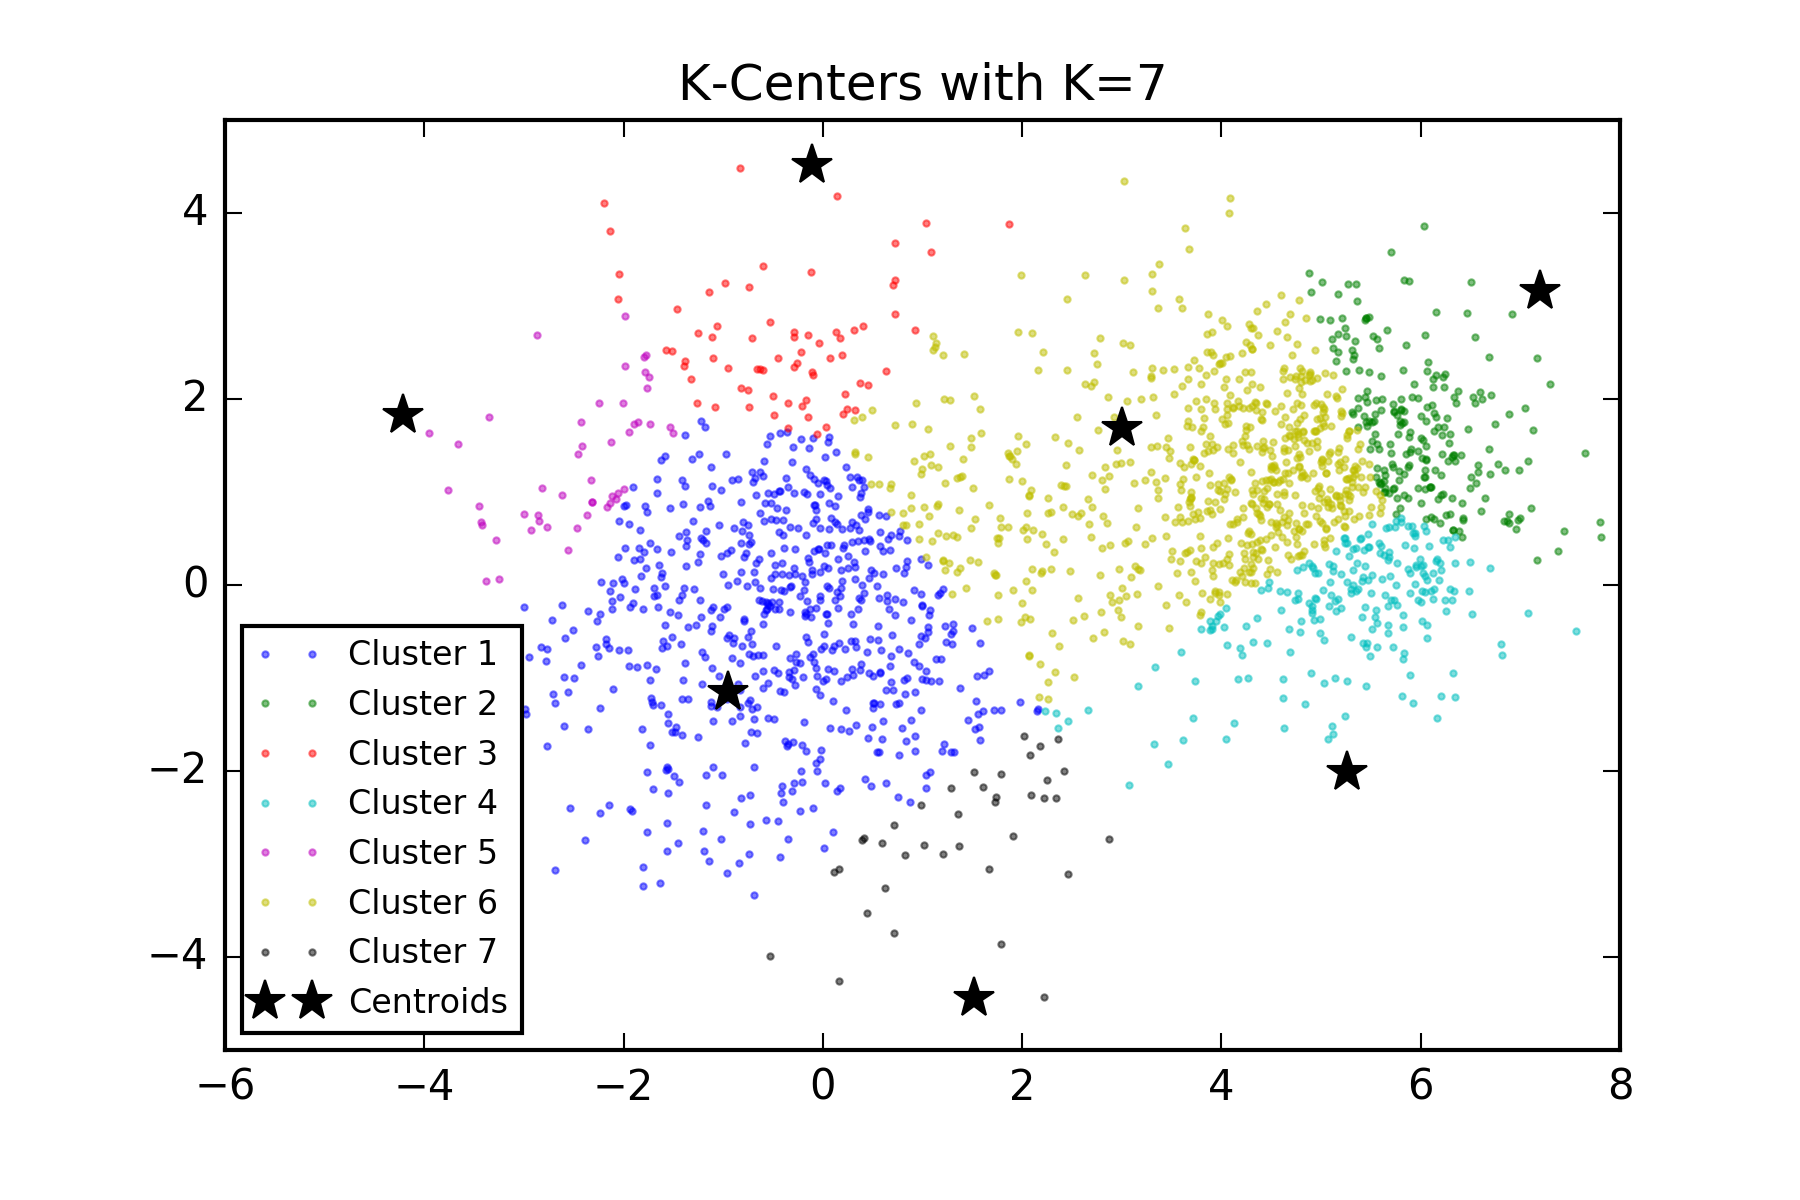 K-Centers with K=7
4
2
0
−2
−4
Cluster 1
Cluster 2
Cluster 3
Cluster 4
Cluster 5
Cluster 6
Cluster 7
Centroids
−6 −4 −2 0 2 4 6 8